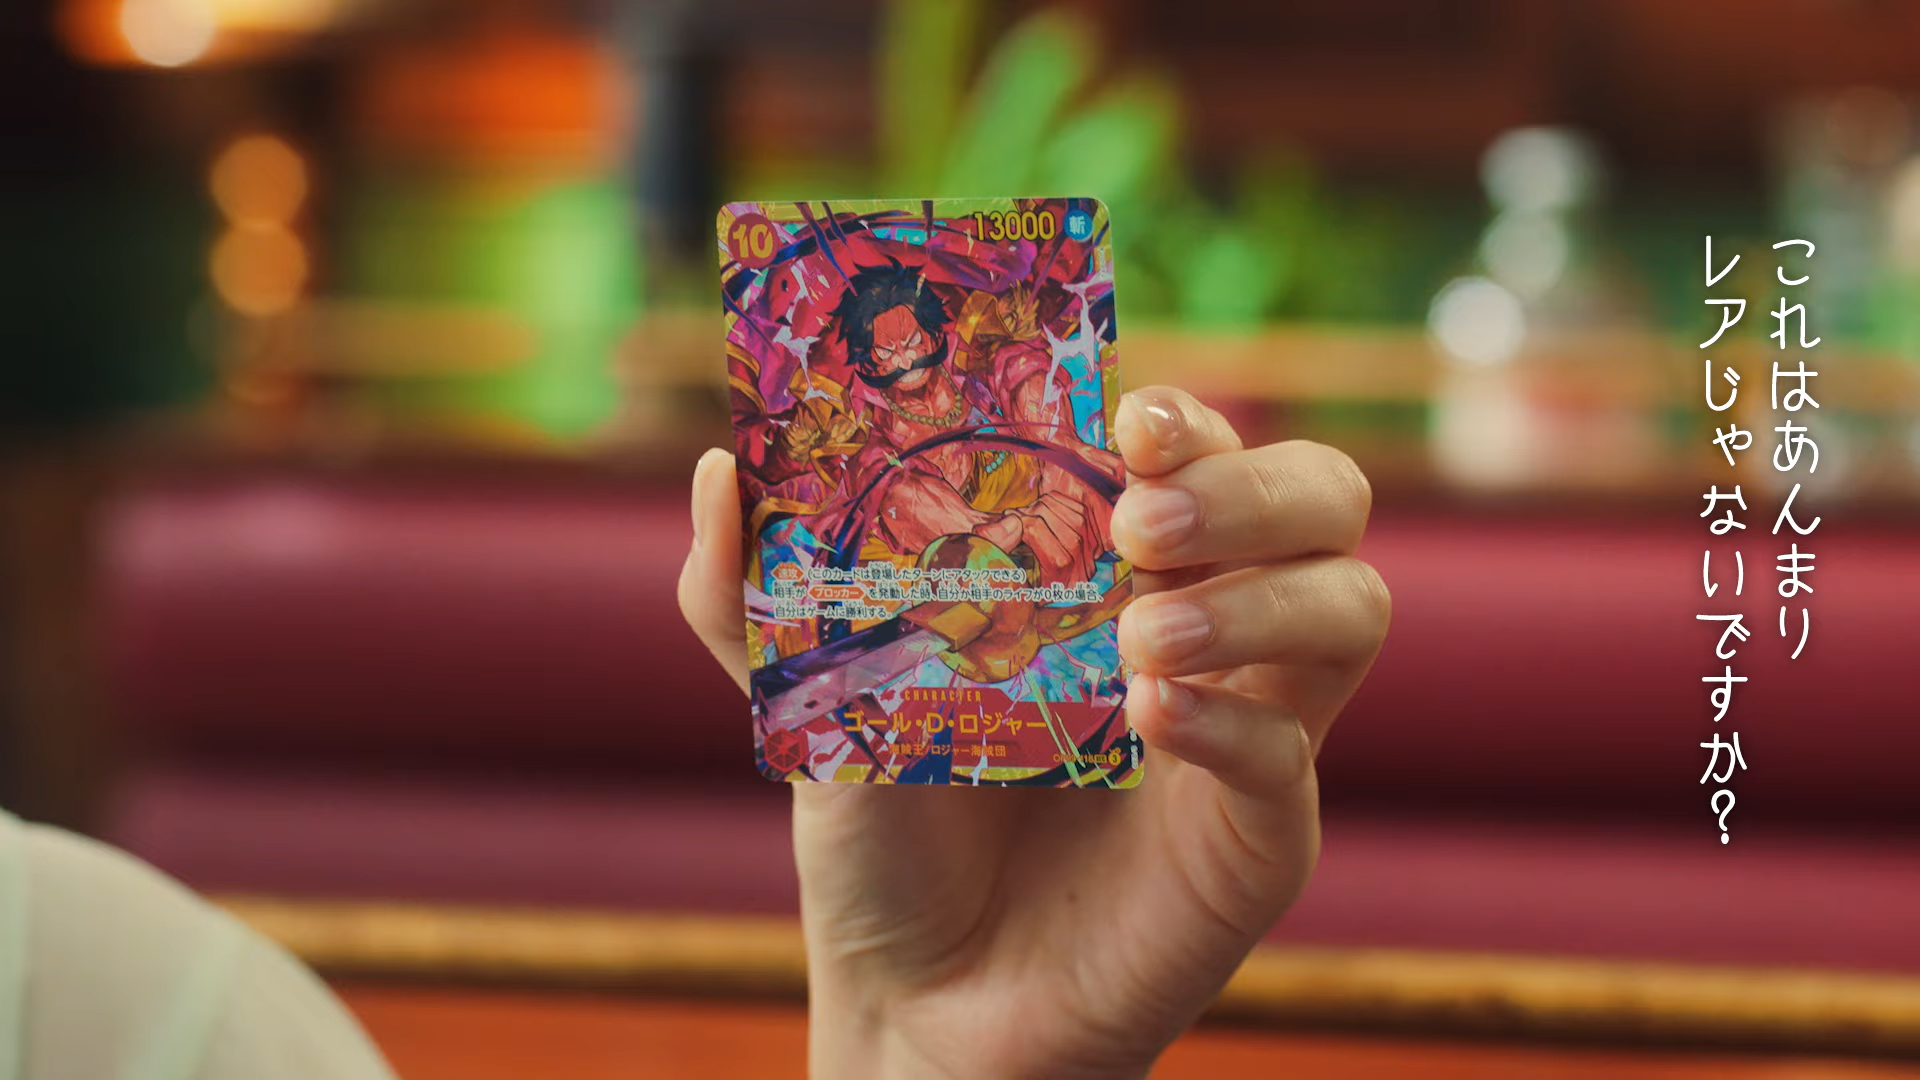 これはあんまり
レアじゃないですか?
10
13000
斬
速攻 (このカードは登場したターンにアタックできる)
相手が ブロッカー を発動した時、自分か相手のライフが0枚の場合、
自分はゲームに勝利する。
CHARACTER
ゴール・D・ロジャー
海賊王/ロジャー海賊団
3